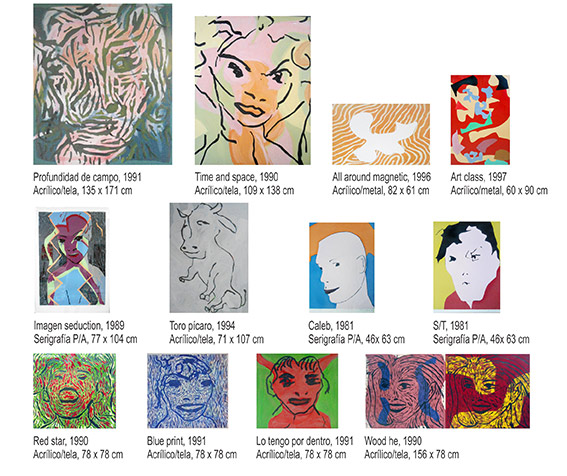 Profundidad de campo, 1991
Acrílico/tela, 135 x 171 cm
Time and space, 1990
Acrílico/tela, 109 x 138 cm
All around magnetic, 1996
Acrílico/metal, 82 x 61 cm
Art class, 1997
Acrílico/metal, 60 x 90 cm
Imagen seduction, 1989
Serigrafía P/A, 77 x 104 cm
Toro pícaro, 1994
Acrílico/tela, 71 x 107 cm
Caleb, 1981
Serigrafía P/A, 46x 63 cm
S/T, 1981
Serigrafía P/A, 46x 63 cm
Red star, 1990
Acrílico/tela, 78 x 78 cm
Blue print, 1991
Acrílico/tela, 78 x 78 cm
Lo tengo por dentro, 1991
Acrílico/tela, 78 x 78 cm
Wood he, 1990
Acrílico/tela, 156 x 78 cm